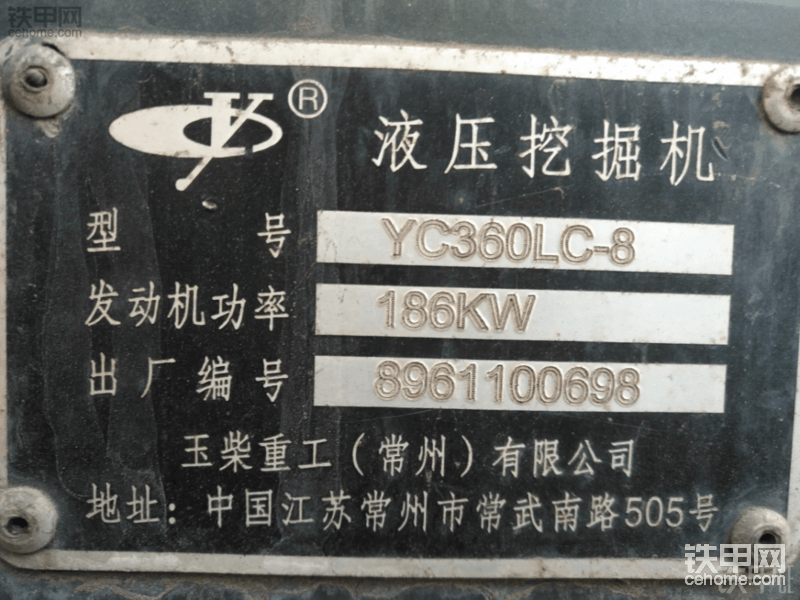 铁甲网
cehome.com
®
液压挖掘机
型 号 YC360LC-8
发动机功率 186KW
出厂编号 8961100698
玉柴重工(常州)有限公司
地址:中国江苏常州市常武南路505号
铁甲网
cehome.com